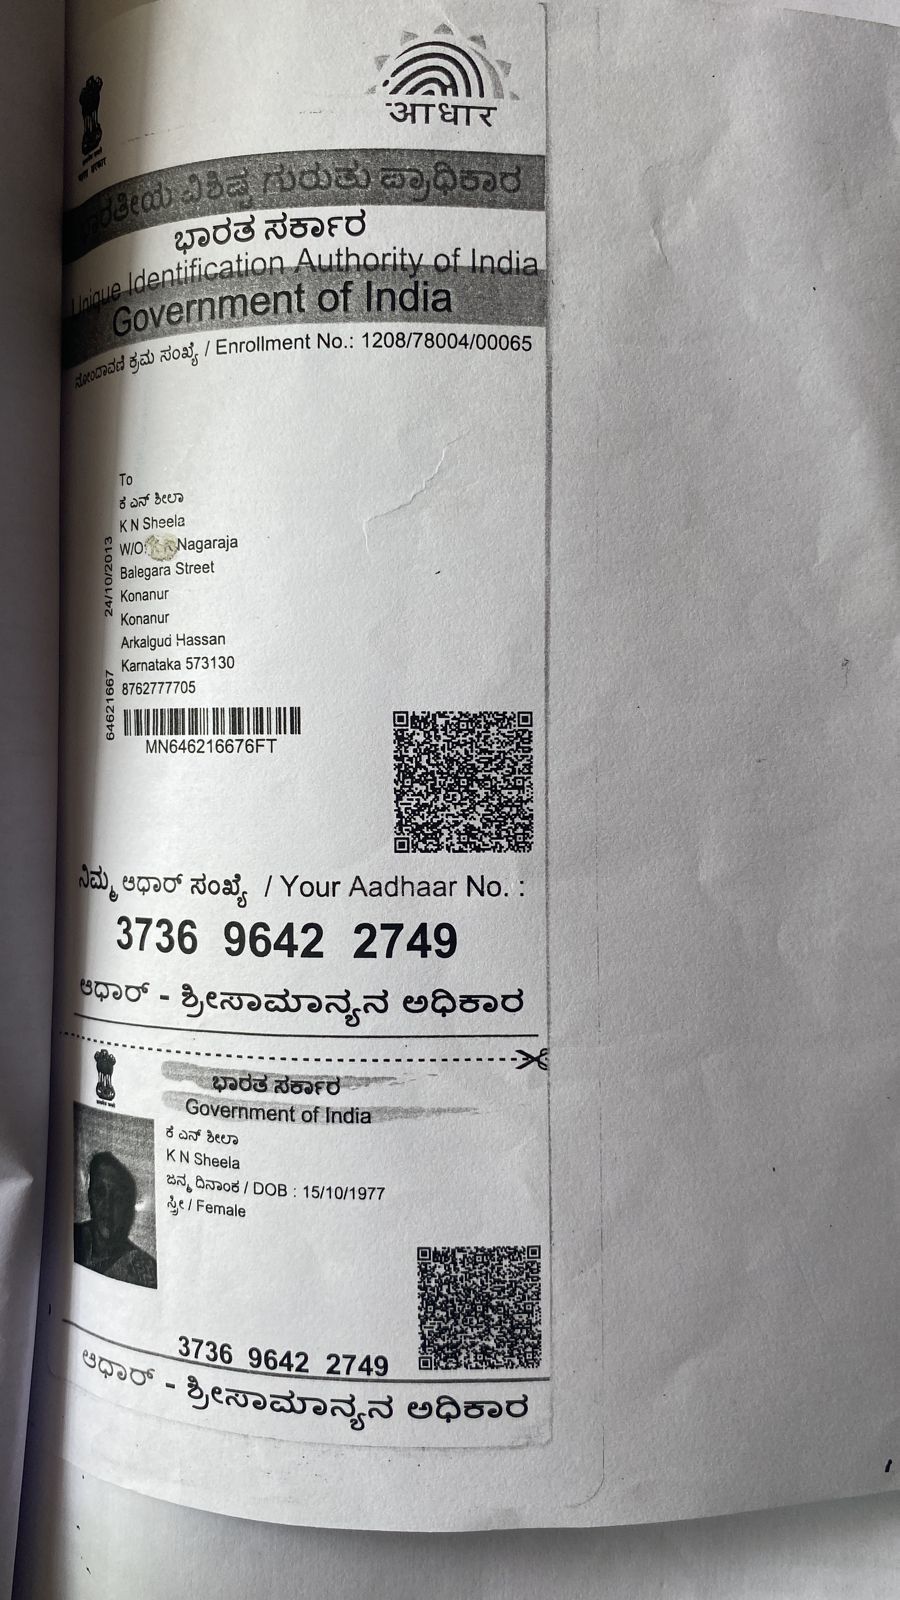 आधार
ಭಾರತೀಯ ವಿಶಿಷ್ಟ ಗುರುತು ಪ್ರಾಧಿಕಾರ
ಭಾರತ ಸರ್ಕಾರ
Unique Identification Authority of India
Government of India
ನೋಂದಾವಣೆ ಕ್ರಮ ಸಂಖ್ಯೆ / Enrollment No.: 1208/78004/00065
To
ಕೆ ಎನ್ ಶೀಲಾ
K N Sheela
W/O: Nagaraja
Balegara Street
Konanur
Konanur
Arkalgud Hassan
Karnataka 573130
8762777705
24/10/2013
64621667
MN646216676FT
ನಿಮ್ಮ ಆಧಾರ್ ಸಂಖ್ಯೆ / Your Aadhaar No. :
3736 9642 2749
ಆಧಾರ್ - ಶ್ರೀಸಾಮಾನ್ಯನ ಅಧಿಕಾರ
ಭಾರತ ಸರ್ಕಾರ
Government of India
ಕೆ ಎನ್ ಶೀಲಾ
K N Sheela
ಜನ್ಮ ದಿನಾಂಕ / DOB : 15/10/1977
ಸ್ತ್ರೀ / Female
3736 9642 2749
ಆಧಾರ್ - ಶ್ರೀಸಾಮಾನ್ಯನ ಅಧಿಕಾರ